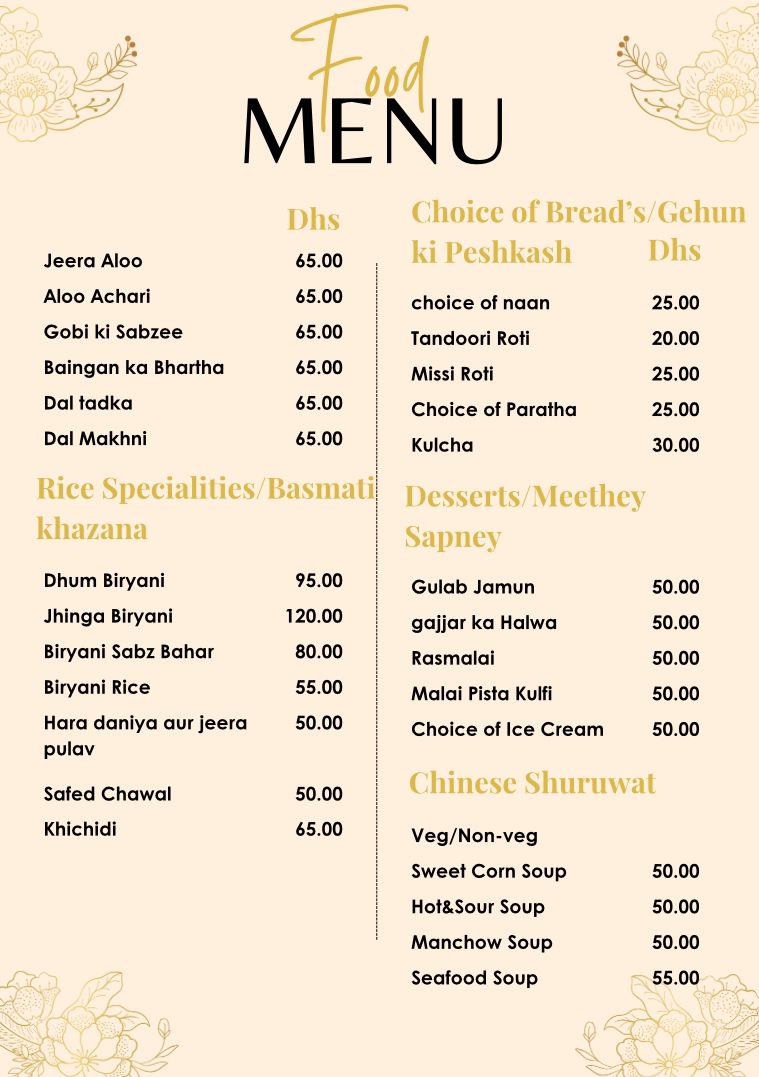 Food
MENU
Dhs
Jeera Aloo 65.00
Aloo Achari 65.00
Gobi ki Sabzee 65.00
Baingan ka Bhartha 65.00
Dal tadka 65.00
Dal Makhni 65.00
Rice Specialities/Basmati
khazana
Dhum Biryani 95.00
Jhinga Biryani 120.00
Biryani Sabz Bahar 80.00
Biryani Rice 55.00
Hara daniya aur jeera 50.00
pulav
Safed Chawal 50.00
Khichidi 65.00
Choice of Bread’s/Gehun
ki Peshkash Dhs
choice of naan 25.00
Tandoori Roti 20.00
Missi Roti 25.00
Choice of Paratha 25.00
Kulcha 30.00
Desserts/Meethey
Sapney
Gulab Jamun 50.00
gajjar ka Halwa 50.00
Rasmalai 50.00
Malai Pista Kulfi 50.00
Choice of Ice Cream 50.00
Chinese Shuruwat
Veg/Non-veg
Sweet Corn Soup 50.00
Hot&Sour Soup 50.00
Manchow Soup 50.00
Seafood Soup 55.00